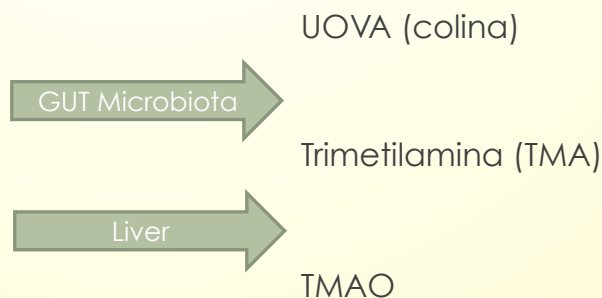 UOVA (colina)
GUT Microbiota
Trimetilamina (TMA)
Liver
TMAO